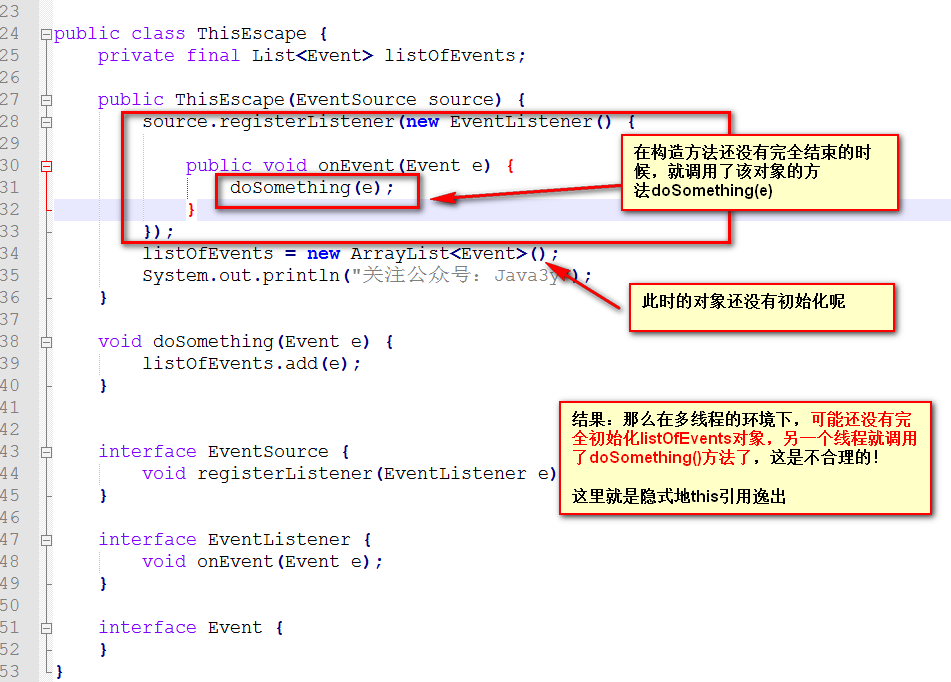 23
24 public class ThisEscape {
25 private final List<Event> listOfEvents;
26
27 public ThisEscape(EventSource source) {
28 source.registerListener(new EventListener() {
29
30 public void onEvent(Event e) {
31 doSomething(e);
32 }
33 });
34 listOfEvents = new ArrayList<Event>();
35 System.out.println("关注公众号：Java3y");
36 }
37
38 void doSomething(Event e) {
39 listOfEvents.add(e);
40 }
41
42
43 interface EventSource {
44 void registerListener(EventListener e)
45 }
46
47 interface EventListener {
48 void onEvent(Event e);
49 }
50
51 interface Event {
52 }
53 }
在构造方法还没有完全结束的时
候，就调用了该对象的方
法doSomething(e)
此时的对象还没有初始化呢
结果：那么在多线程的环境下，可能还没有完
全初始化listOfEvents对象，另一个线程就调用
了doSomething()方法了，这是不合理的！
这里就是隐式地this引用逸出